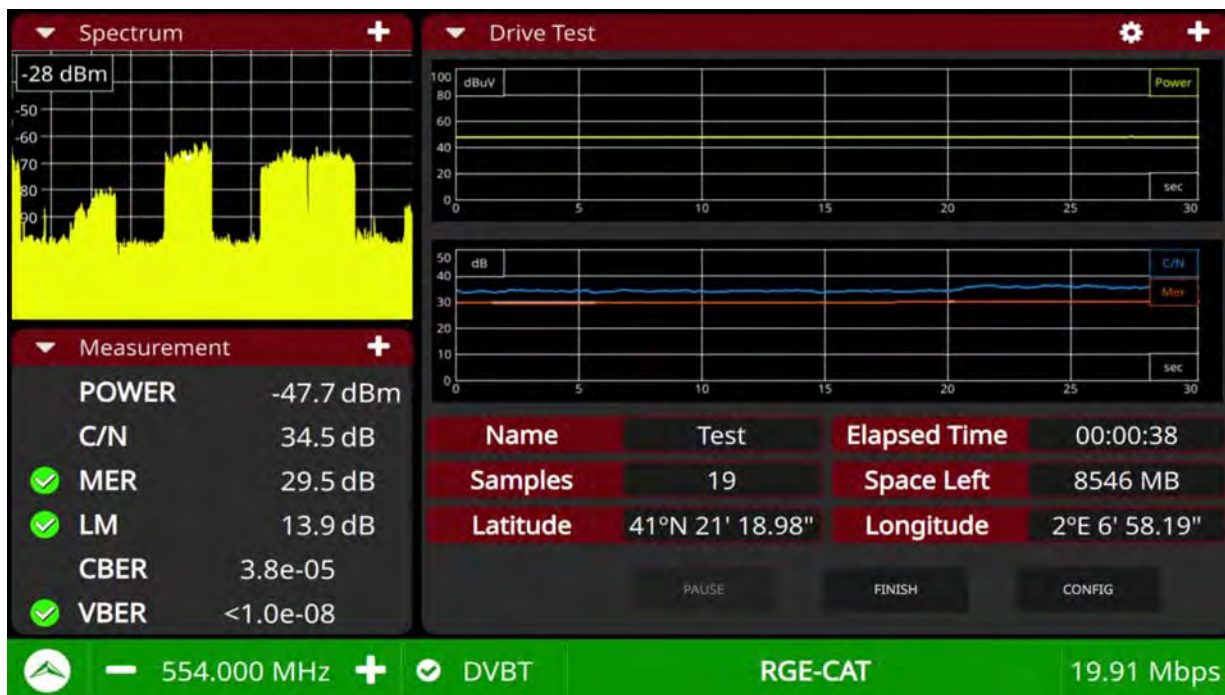 Spectrum
-28 dBm
-50
-60
-70
-80
-90
Measurement
POWER -47.7 dBm
C/N 34.5 dB
MER 29.5 dB
LM 13.9 dB
CBER 3.8e-05
VBER <1.0e-08
Drive Test
dBuV
Power
100
80
60
40
20
0
sec
0 5 10 15 20 25 30
dB
C/N
Mer
50
40
30
20
10
0
sec
0 5 10 15 20 25 30
Name Test Elapsed Time 00:00:38
Samples 19 Space Left 8546 MB
Latitude 41ºN 21' 18.98" Longitude 2ºE 6' 58.19"
PAUSE FINISH CONFIG
554.000 MHz DVBT RGE-CAT 19.91 Mbps